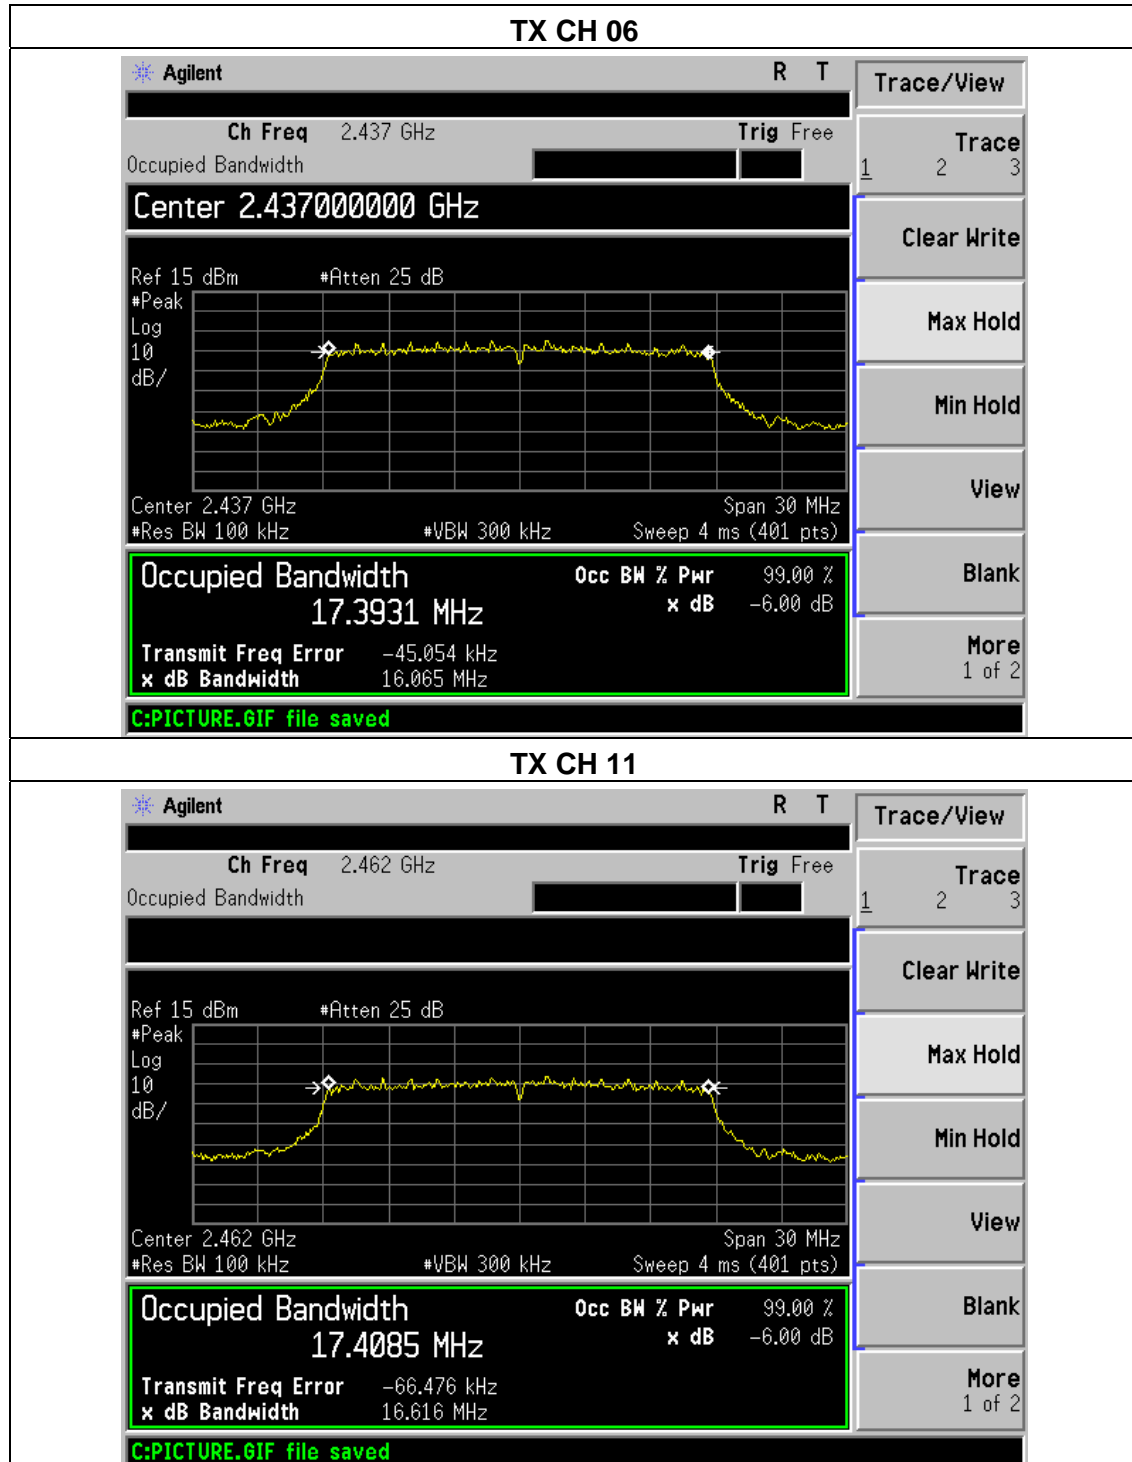 TX CH 06
Agilent R T
Trace/View
Ch Freq 2.437 GHz Trig Free
Occupied Bandwidth
Trace
1 2 3
Center 2.437000000 GHz
Clear Write
Ref 15 dBm #Atten 25 dB
#Peak
Log
10
dB/
Max Hold
Min Hold
View
Center 2.437 GHz Span 30 MHz
#Res BW 100 kHz #VBW 300 kHz Sweep 4 ms (401 pts)
Occupied Bandwidth Occ BW % Pwr 99.00 %
17.3931 MHz x dB -6.00 dB
Blank
Transmit Freq Error -45.054 kHz
x dB Bandwidth 16.065 MHz
More
1 of 2
C:PICTURE.GIF file saved
TX CH 11
Agilent R T
Trace/View
Ch Freq 2.462 GHz Trig Free
Occupied Bandwidth
Trace
1 2 3
Clear Write
Ref 15 dBm #Atten 25 dB
#Peak
Log
10
dB/
Max Hold
Min Hold
View
Center 2.462 GHz Span 30 MHz
#Res BW 100 kHz #VBW 300 kHz Sweep 4 ms (401 pts)
Occupied Bandwidth Occ BW % Pwr 99.00 %
17.4085 MHz x dB -6.00 dB
Blank
Transmit Freq Error -66.476 kHz
x dB Bandwidth 16.616 MHz
More
1 of 2
C:PICTURE.GIF file saved